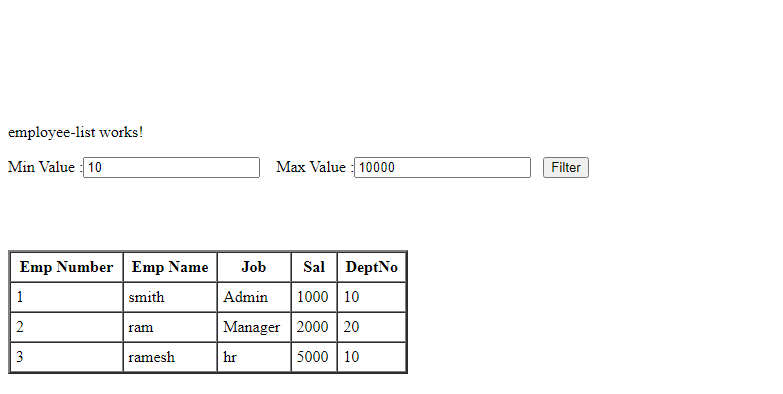 employee-list works!
Min Value : 10 Max Value : 10000 Filter
Emp Number Emp Name Job Sal DeptNo
1 smith Admin 1000 10
2 ram Manager 2000 20
3 ramesh hr 5000 10